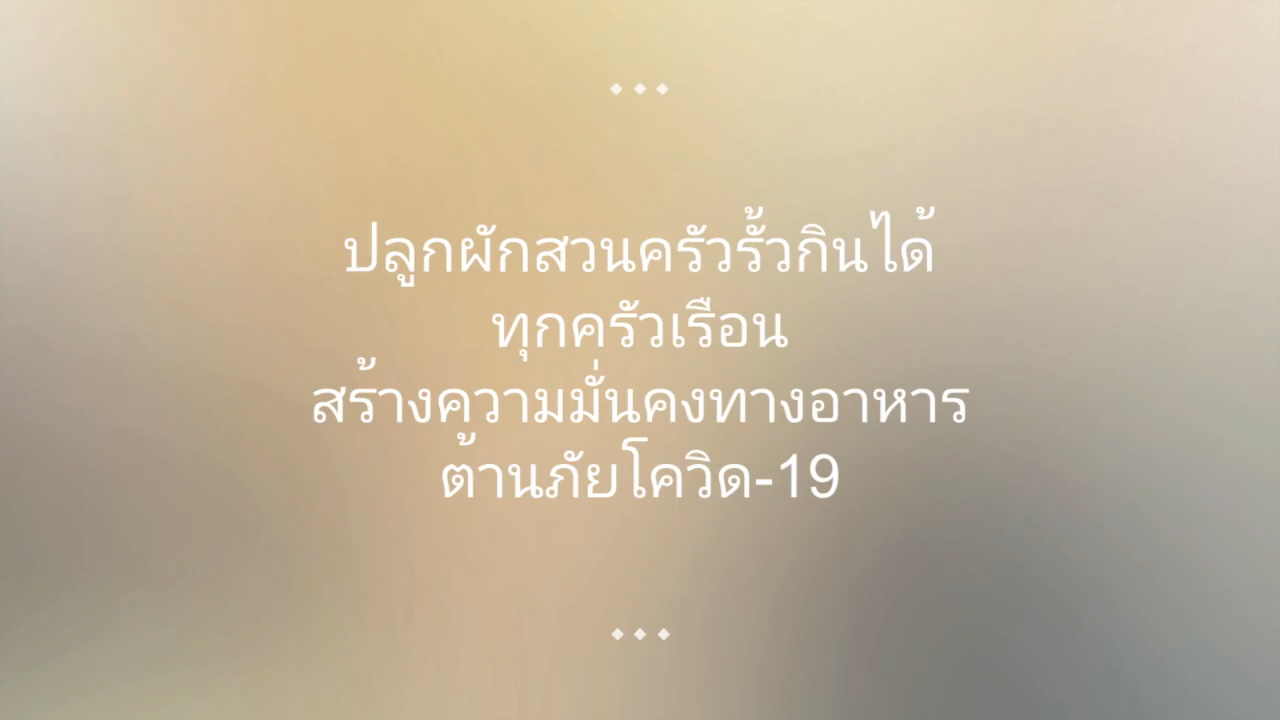 ปลูกผักสวนครัวรั้วกินได้
ทุกครัวเรือน
สร้างความมั่นคงทางอาหาร
ต้านภัยโควิด-19